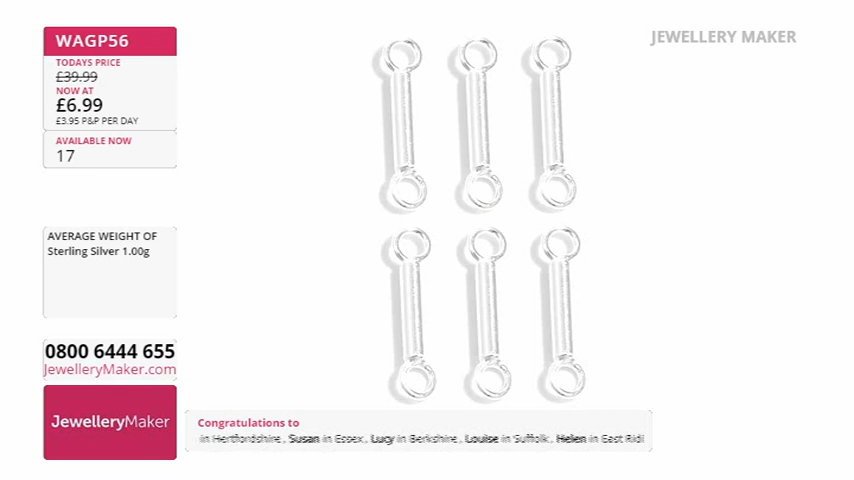 WAGP56
TODAYS PRICE
£39.99
NOW AT
£6.99
£3.95 P&P PER DAY
AVAILABLE NOW
17
JEWELLERY MAKER
AVERAGE WEIGHT OF
Sterling Silver 1.00g
0800 6444 655
JewelleryMaker.com
JewelleryMaker
Congratulations to
in Hertfordshire, Susan in Essex, Lucy in Berkshire, Louise in Suffolk, Helen in East Ridi